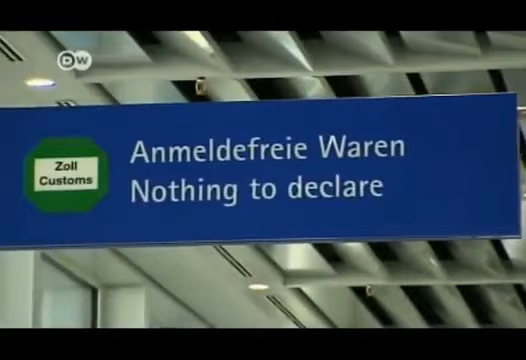 DW
Zoll
Customs
Anmeldefreie Waren
Nothing to declare